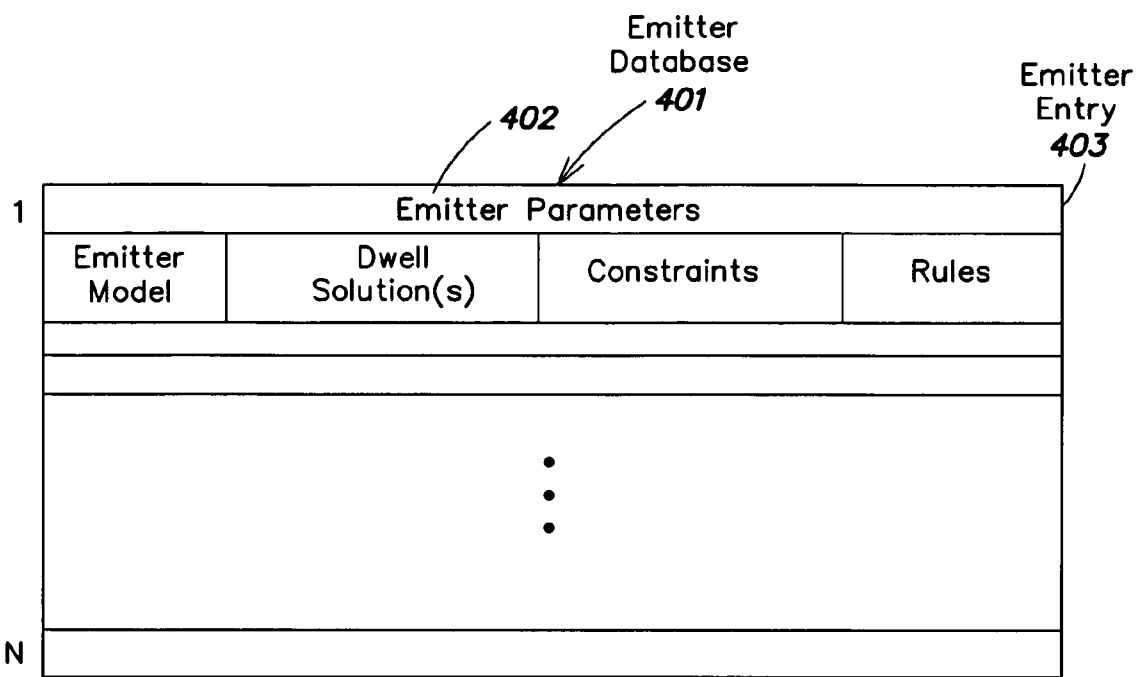 Emitter
Database
401
402
Emitter
Entry
403
1
Emitter Parameters
Emitter
Model
Dwell
Solution(s)
Constraints
Rules
N